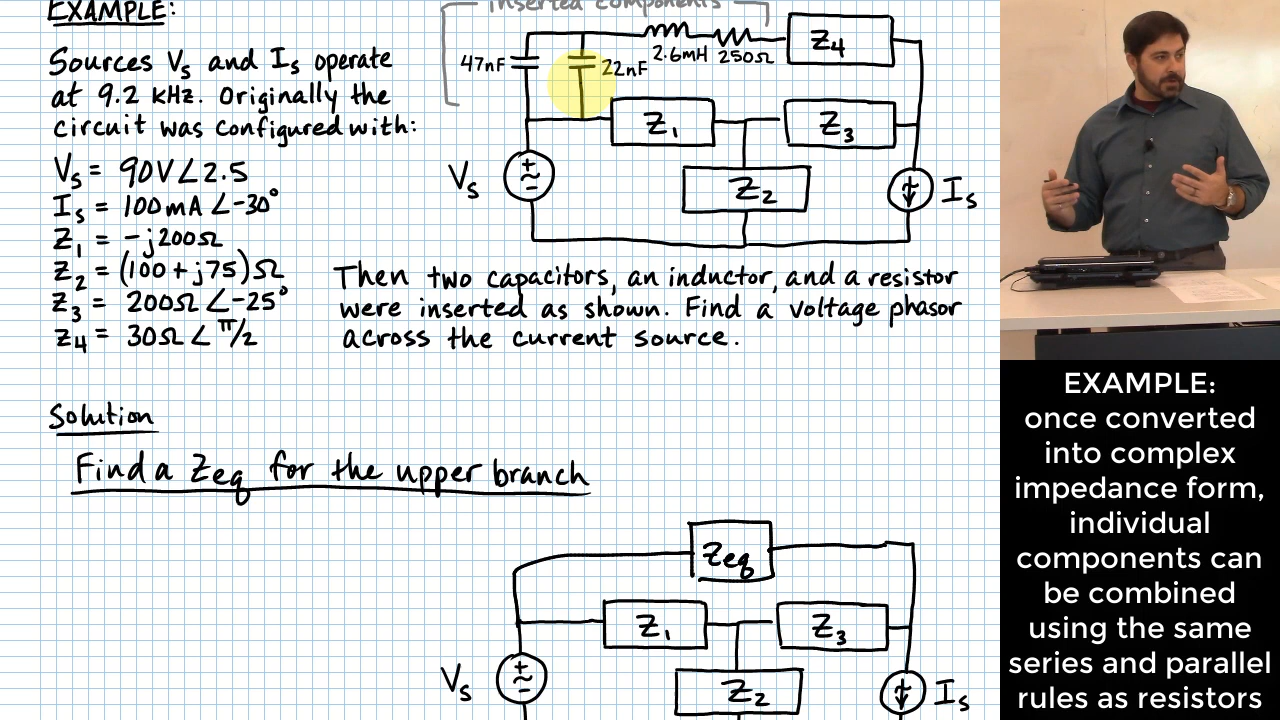 EXAMPLE:
Sources Vs and Is operate
at 9.2 kHz. Originally the
circuit was configured with:
Vs = 90V∠2.5
Is = 100mA∠-30°
Z1 = -j200Ω
Z2 = (100+j75)Ω
Z3 = 200Ω∠-25°
Z4 = 30Ω∠π/2
inserted components
47nF
22nF
2.6mH
250Ω
Z4
Z1
Z3
Vs
Z2
Is
Then two capacitors, an inductor, and a resistor
were inserted as shown. Find a voltage phasor
across the current source.
Solution
Find a Zeq for the upper branch
Zeq
Z1
Z3
Vs
Z2
Is
EXAMPLE:
once converted
into complex
impedance form,
individual
components can
be combined
using the same
series and parallel
rules as resistors